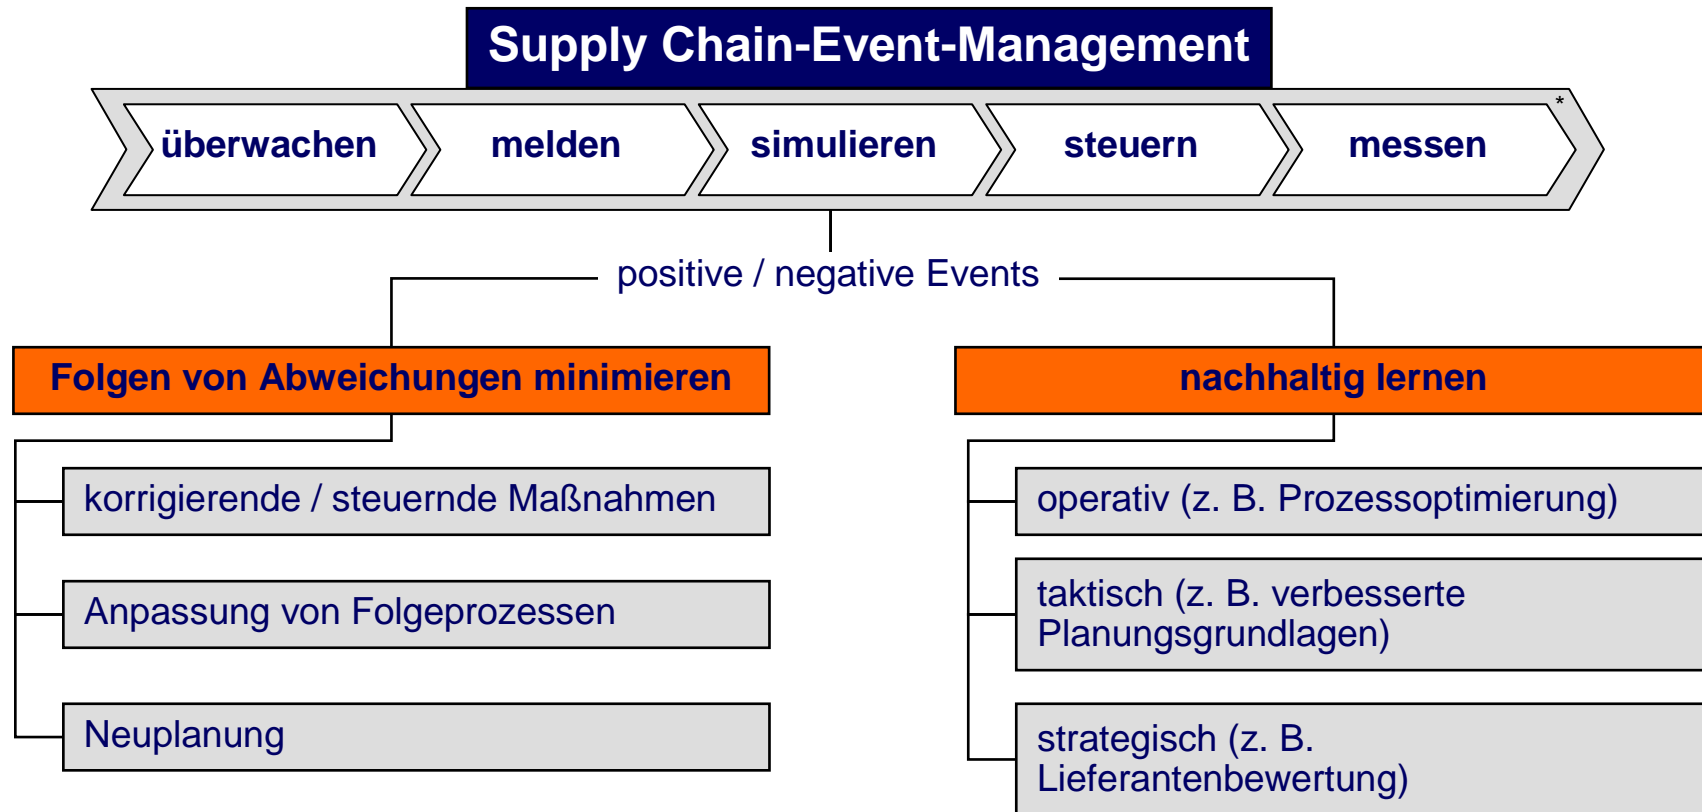 Supply Chain-Event-Management
überwachen
melden
simulieren
steuern
messen
*
positive / negative Events
Folgen von Abweichungen minimieren
korrigierende / steuernde Maßnahmen
Anpassung von Folgeprozessen
Neuplanung
nachhaltig lernen
operativ (z. B. Prozessoptimierung)
taktisch (z. B. verbesserte
Planungsgrundlagen)
strategisch (z. B.
Lieferantenbewertung)